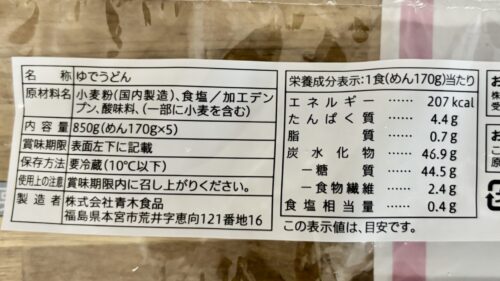 名称 ゆでうどん
原材料名 小麦粉(国内製造)、食塩/加工デン
プン、酸味料、(一部に小麦を含む)
内容量 850g(めん170g×5)
賞味期限 表面左下に記載
保存方法 要冷蔵(10℃以下)
使用上の注意 賞味期限内に召し上がりください。
製造者 株式会社青木食品
福島県本宮市荒井字恵向121番地16
栄養成分表示:1食(めん170g)当たり
エネルギー …… 207kcal
たんぱく質 …… 4.4g
脂質 …… 0.7g
炭水化物 …… 46.9g
-糖質 …… 44.5g
-食物繊維 …… 2.4g
食塩相当量 …… 0.4g
この表示値は、目安です。